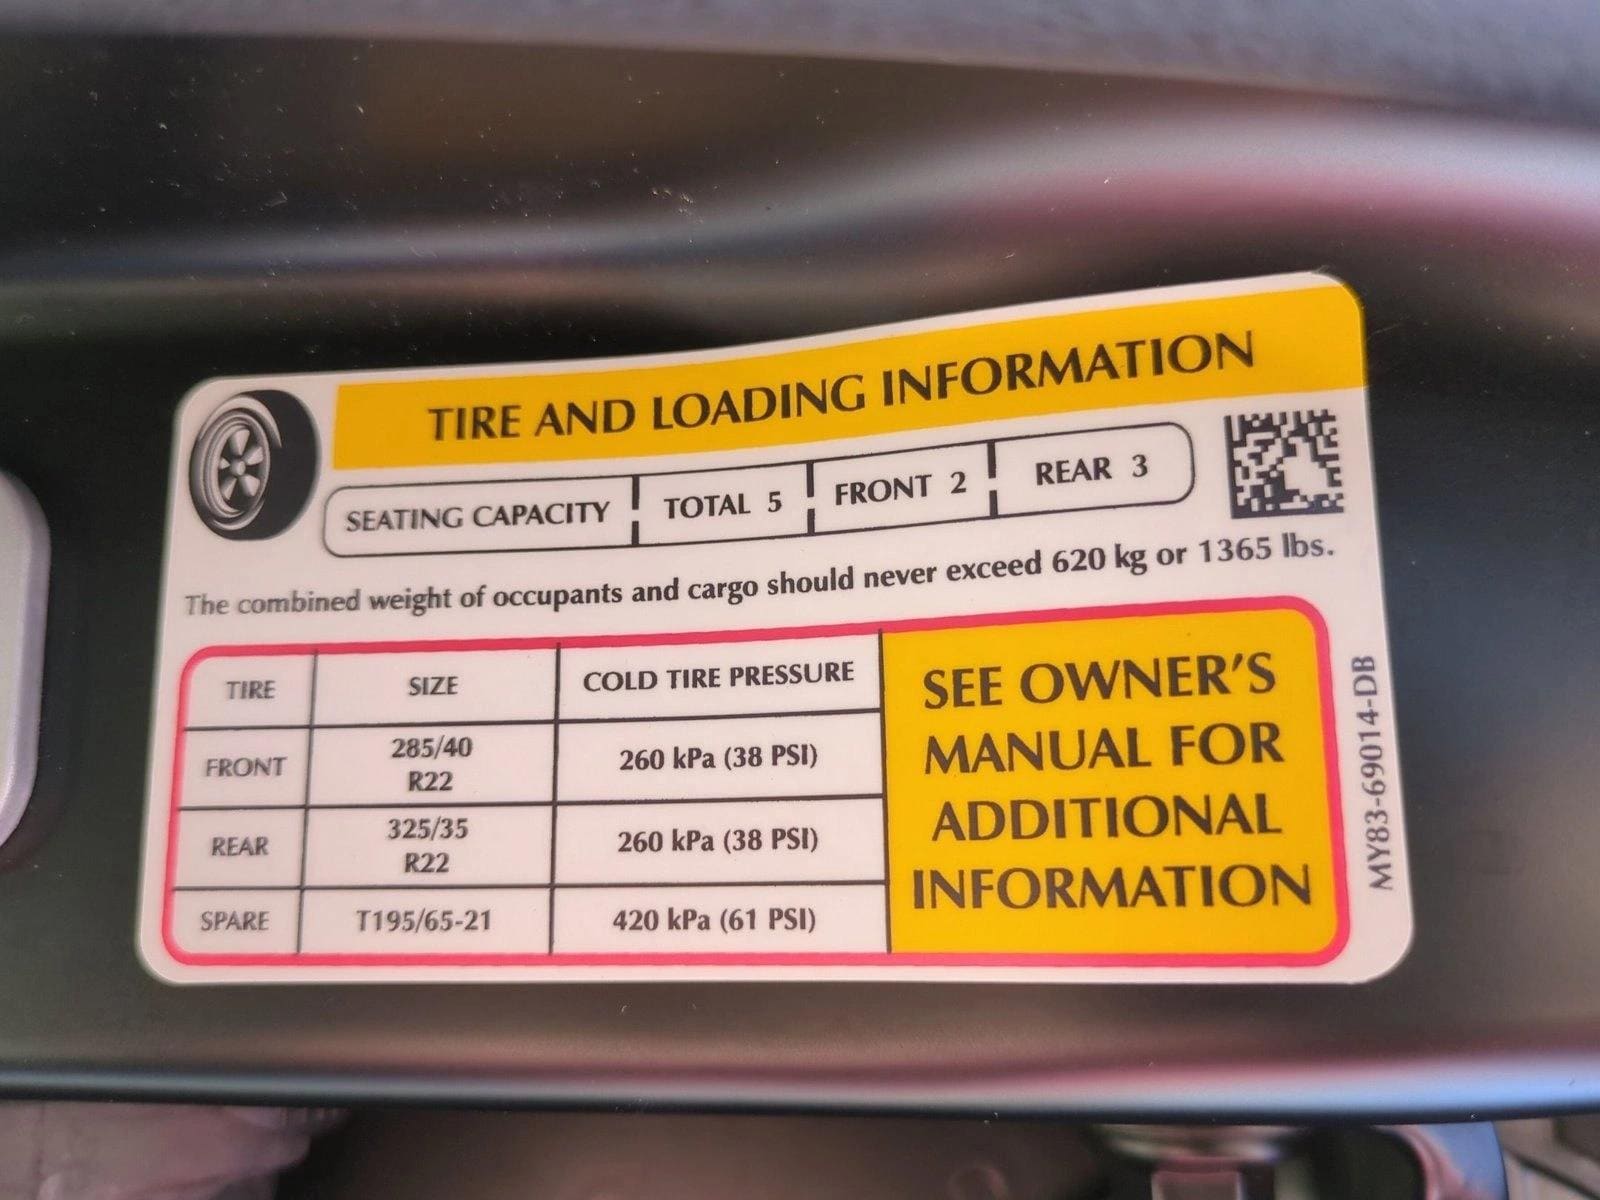 TIRE AND LOADING INFORMATION
SEATING CAPACITY TOTAL 5 FRONT 2 REAR 3
The combined weight of occupants and cargo should never exceed 620 kg or 1365 lbs.
TIRE SIZE COLD TIRE PRESSURE
FRONT 285/40 R22 260 kPa (38 PSI)
REAR 325/35 R22 260 kPa (38 PSI)
SPARE T195/65-21 420 kPa (61 PSI)
SEE OWNER'S
MANUAL FOR
ADDITIONAL
INFORMATION
MY83-69014-DB